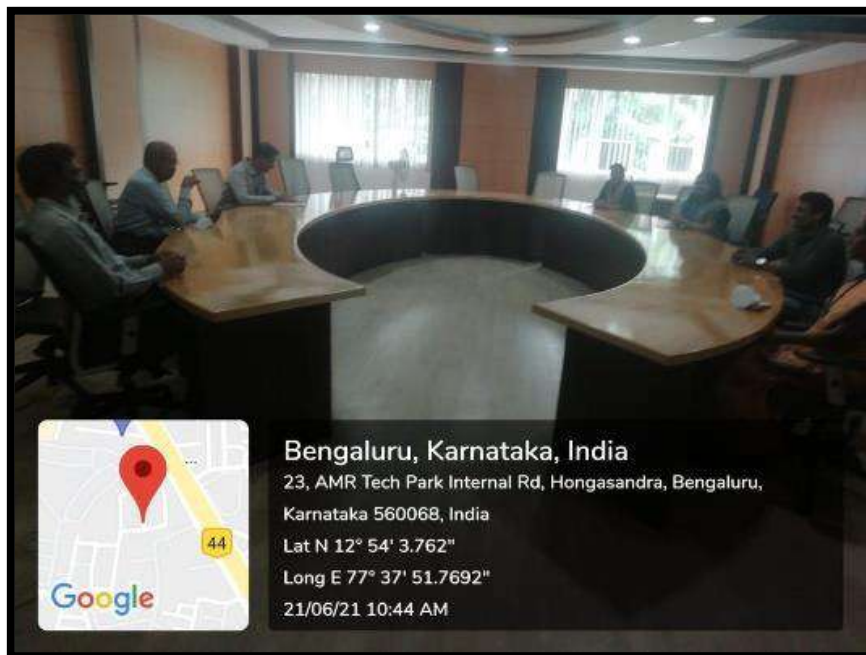 Bengaluru, Karnataka, India
23, AMR Tech Park Internal Rd, Hongasandra, Bengaluru,
Karnataka 560068, India
Lat N 12° 54' 3.762"
Long E 77° 37' 51.7692"
21/06/21 10:44 AM
44
Google